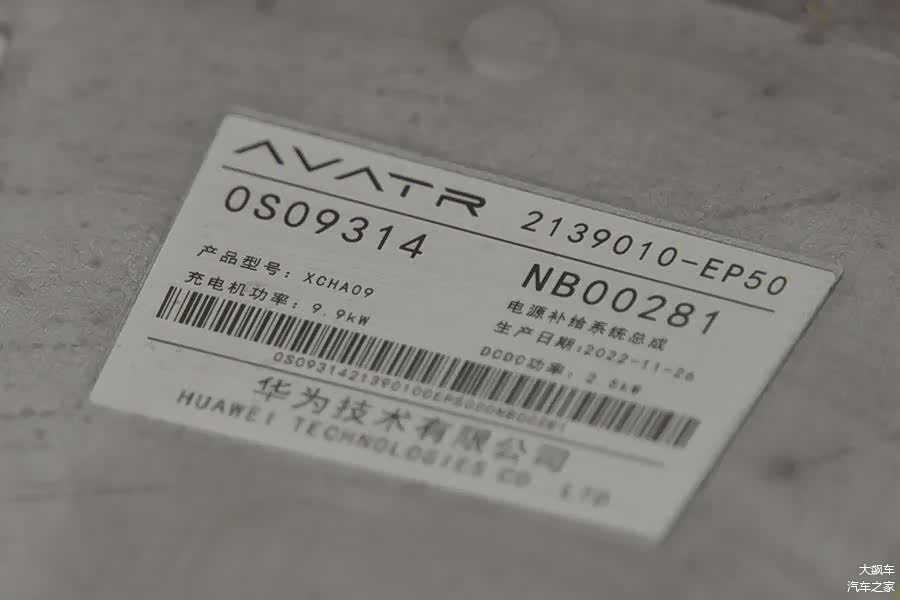 AVATR 2139010-EP50
0S09314 NB00281
产品型号: XCHA09 电源补给系统总成
充电机功率: 9.9kW 生产日期:2022-11-26
DCDC功率: 2.5kW
华为技术有限公司
HUAWEI TECHNOLOGIES CO LTD
大飙车
汽车之家